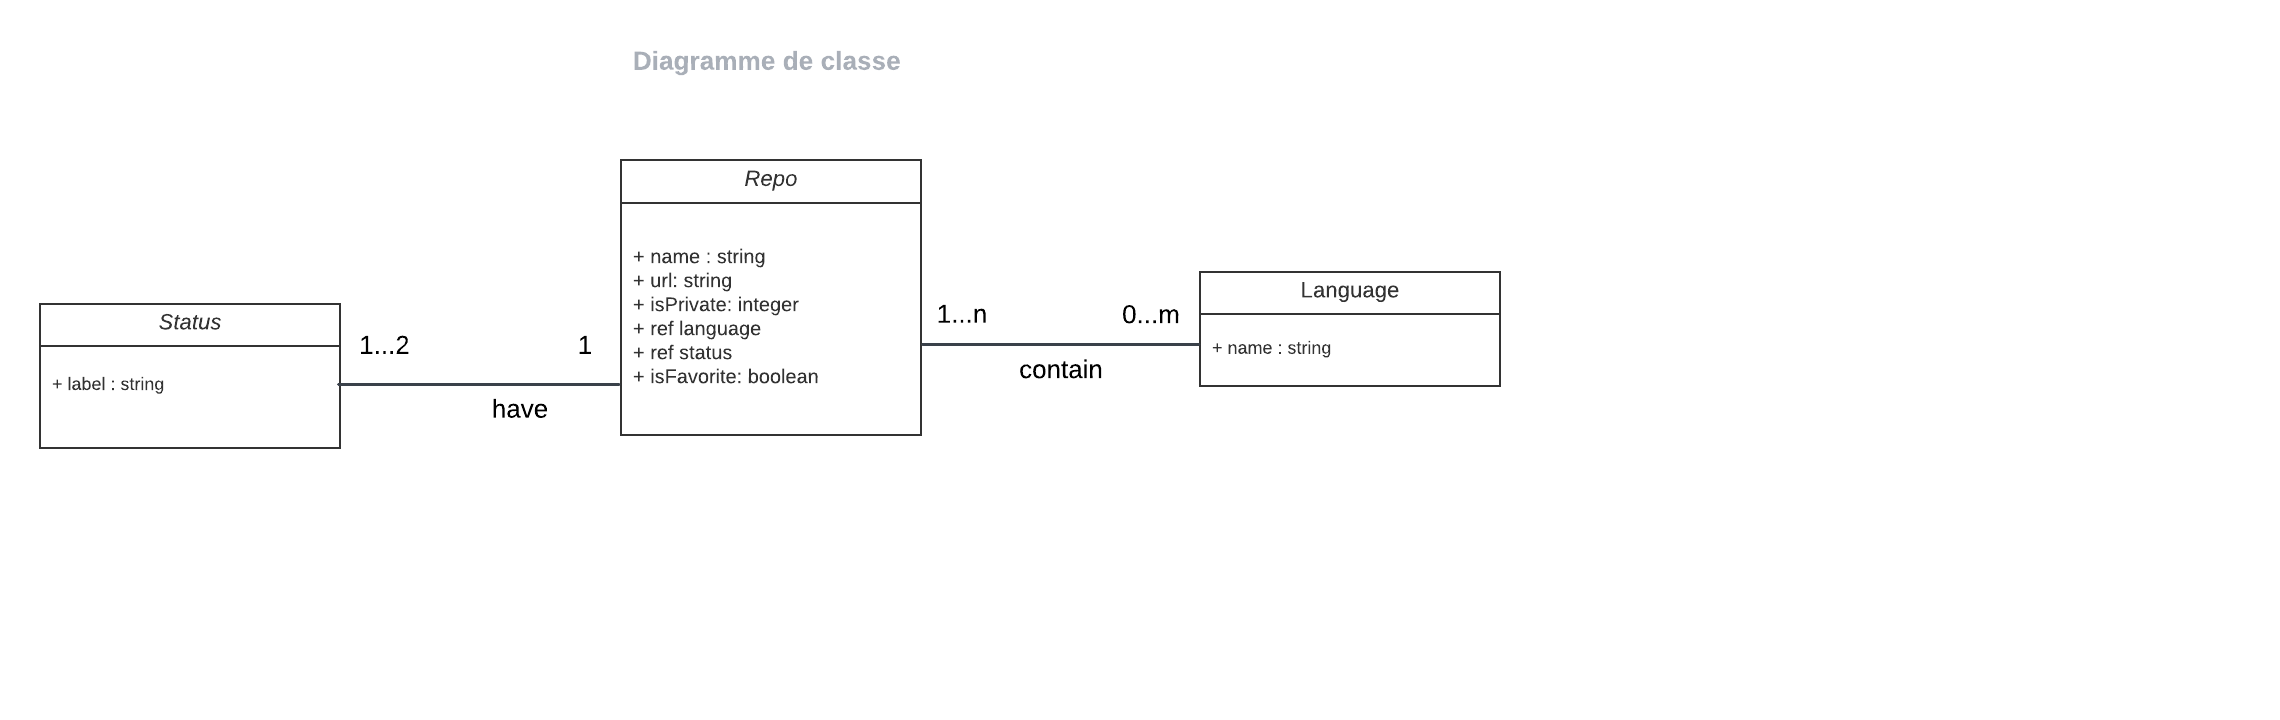 Diagramme de classe
Status
+ label : string
1...2
1
have
Repo
+ name : string
+ url: string
+ isPrivate: integer
+ ref language
+ ref status
+ isFavorite: boolean
1...n
0...m
contain
Language
+ name : string